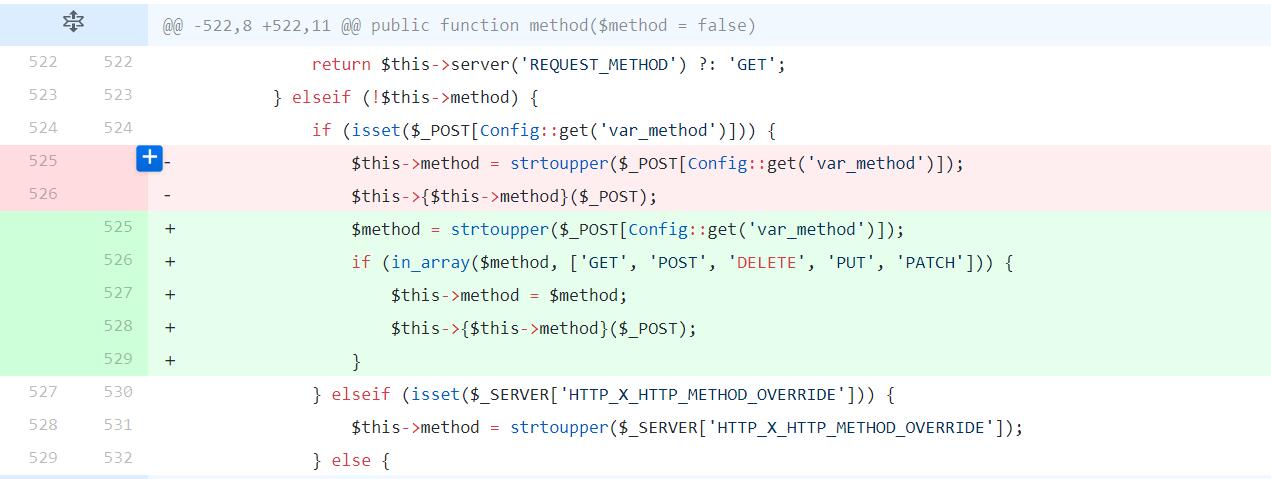 @@ -522,8 +522,11 @@ public function method($method = false)
522 522 return $this->server('REQUEST_METHOD') ?: 'GET';
523 523 } elseif (!$this->method) {
524 524 if (isset($_POST[Config::get('var_method')])) {
525 - $this->method = strtoupper($_POST[Config::get('var_method')]);
526 - $this->{$this->method}($_POST);
525 + $method = strtoupper($_POST[Config::get('var_method')]);
526 + if (in_array($method, ['GET', 'POST', 'DELETE', 'PUT', 'PATCH'])) {
527 + $this->method = $method;
528 + $this->{$this->method}($_POST);
529 + }
527 530 } elseif (isset($_SERVER['HTTP_X_HTTP_METHOD_OVERRIDE'])) {
528 531 $this->method = strtoupper($_SERVER['HTTP_X_HTTP_METHOD_OVERRIDE']);
529 532 } else {